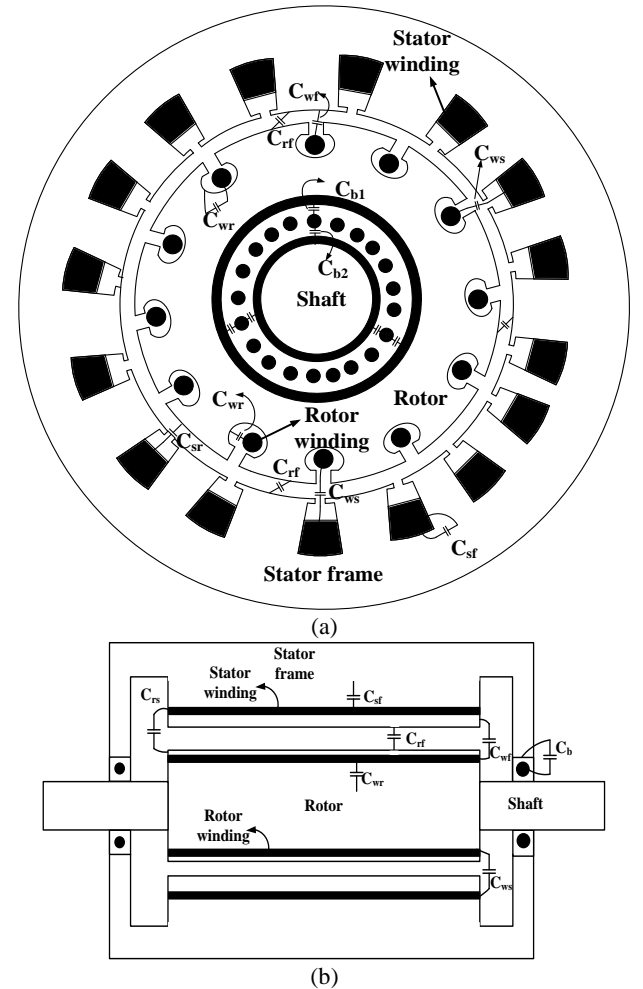 Stator
winding
Cwf
Crf
Cws
Cwr
Cb1
Cb2
Shaft
Cwr
Rotor
Rotor
winding
Csr
Crf
Cws
Csf
Stator frame
(a)
Stator
frame
Stator
winding
Crs
Csf
Crf
Cwf
Cb
Cwr
Rotor
Shaft
Rotor
winding
Cws
(b)